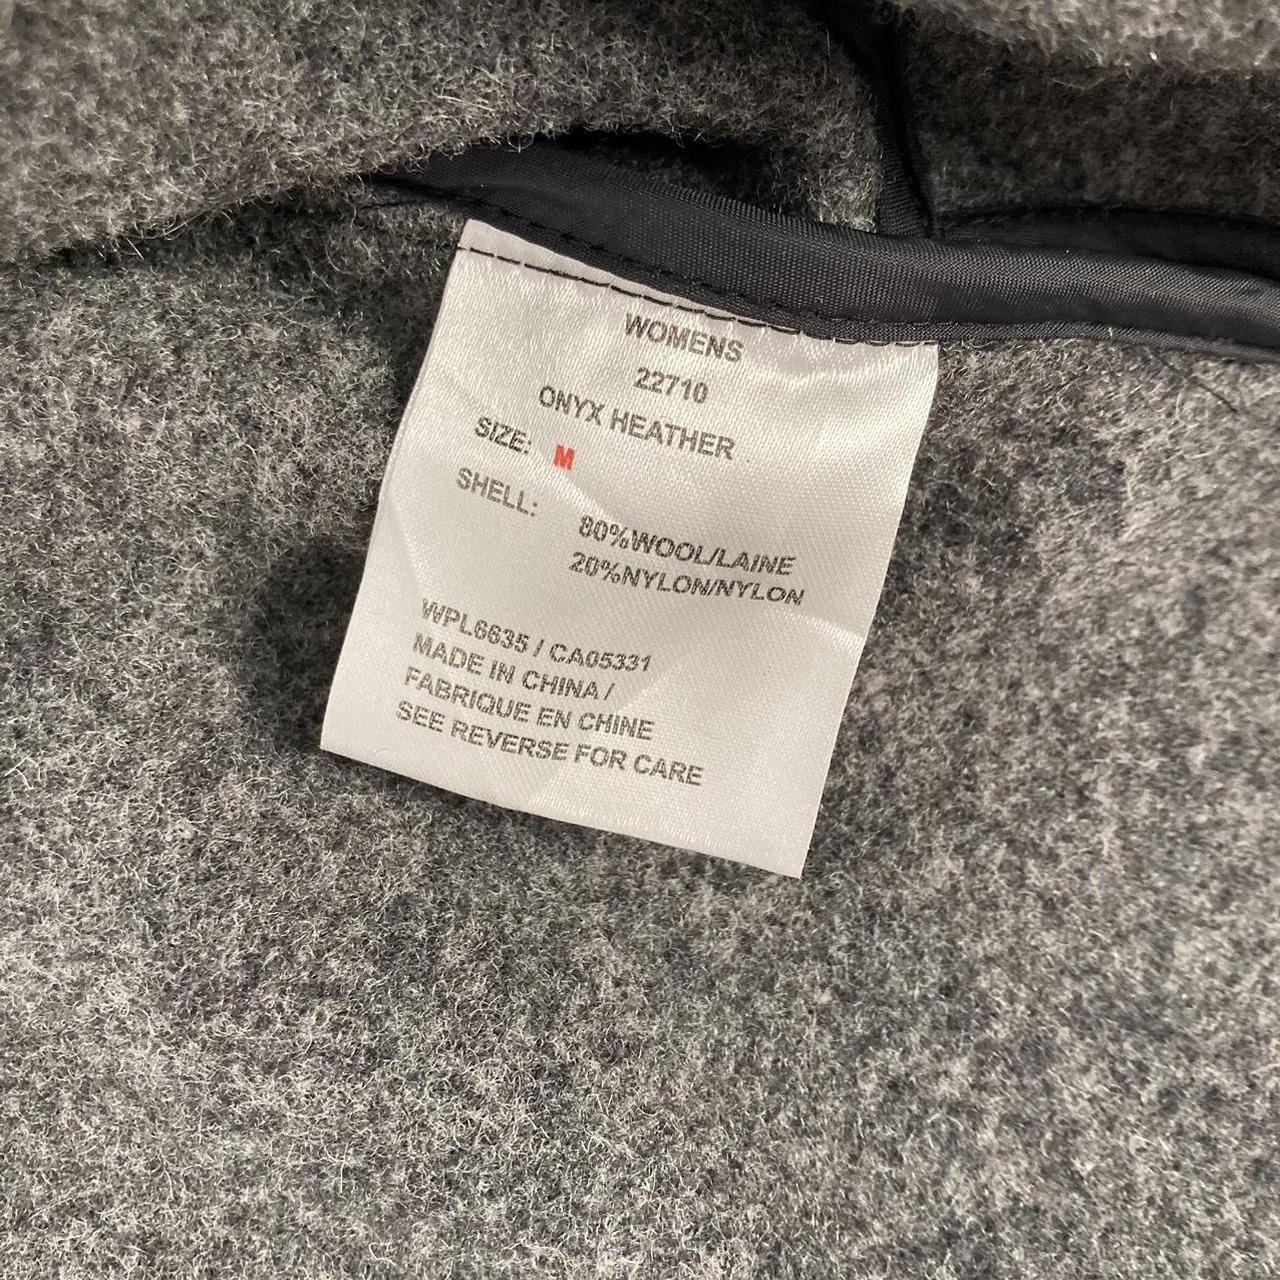 WOMENS
22710
ONYX HEATHER
SIZE: M
SHELL:
80%WOOL/LAINE
20%NYLON/NYLON
WPL6635 / CA05331
MADE IN CHINA /
FABRIQUE EN CHINE
SEE REVERSE FOR CARE